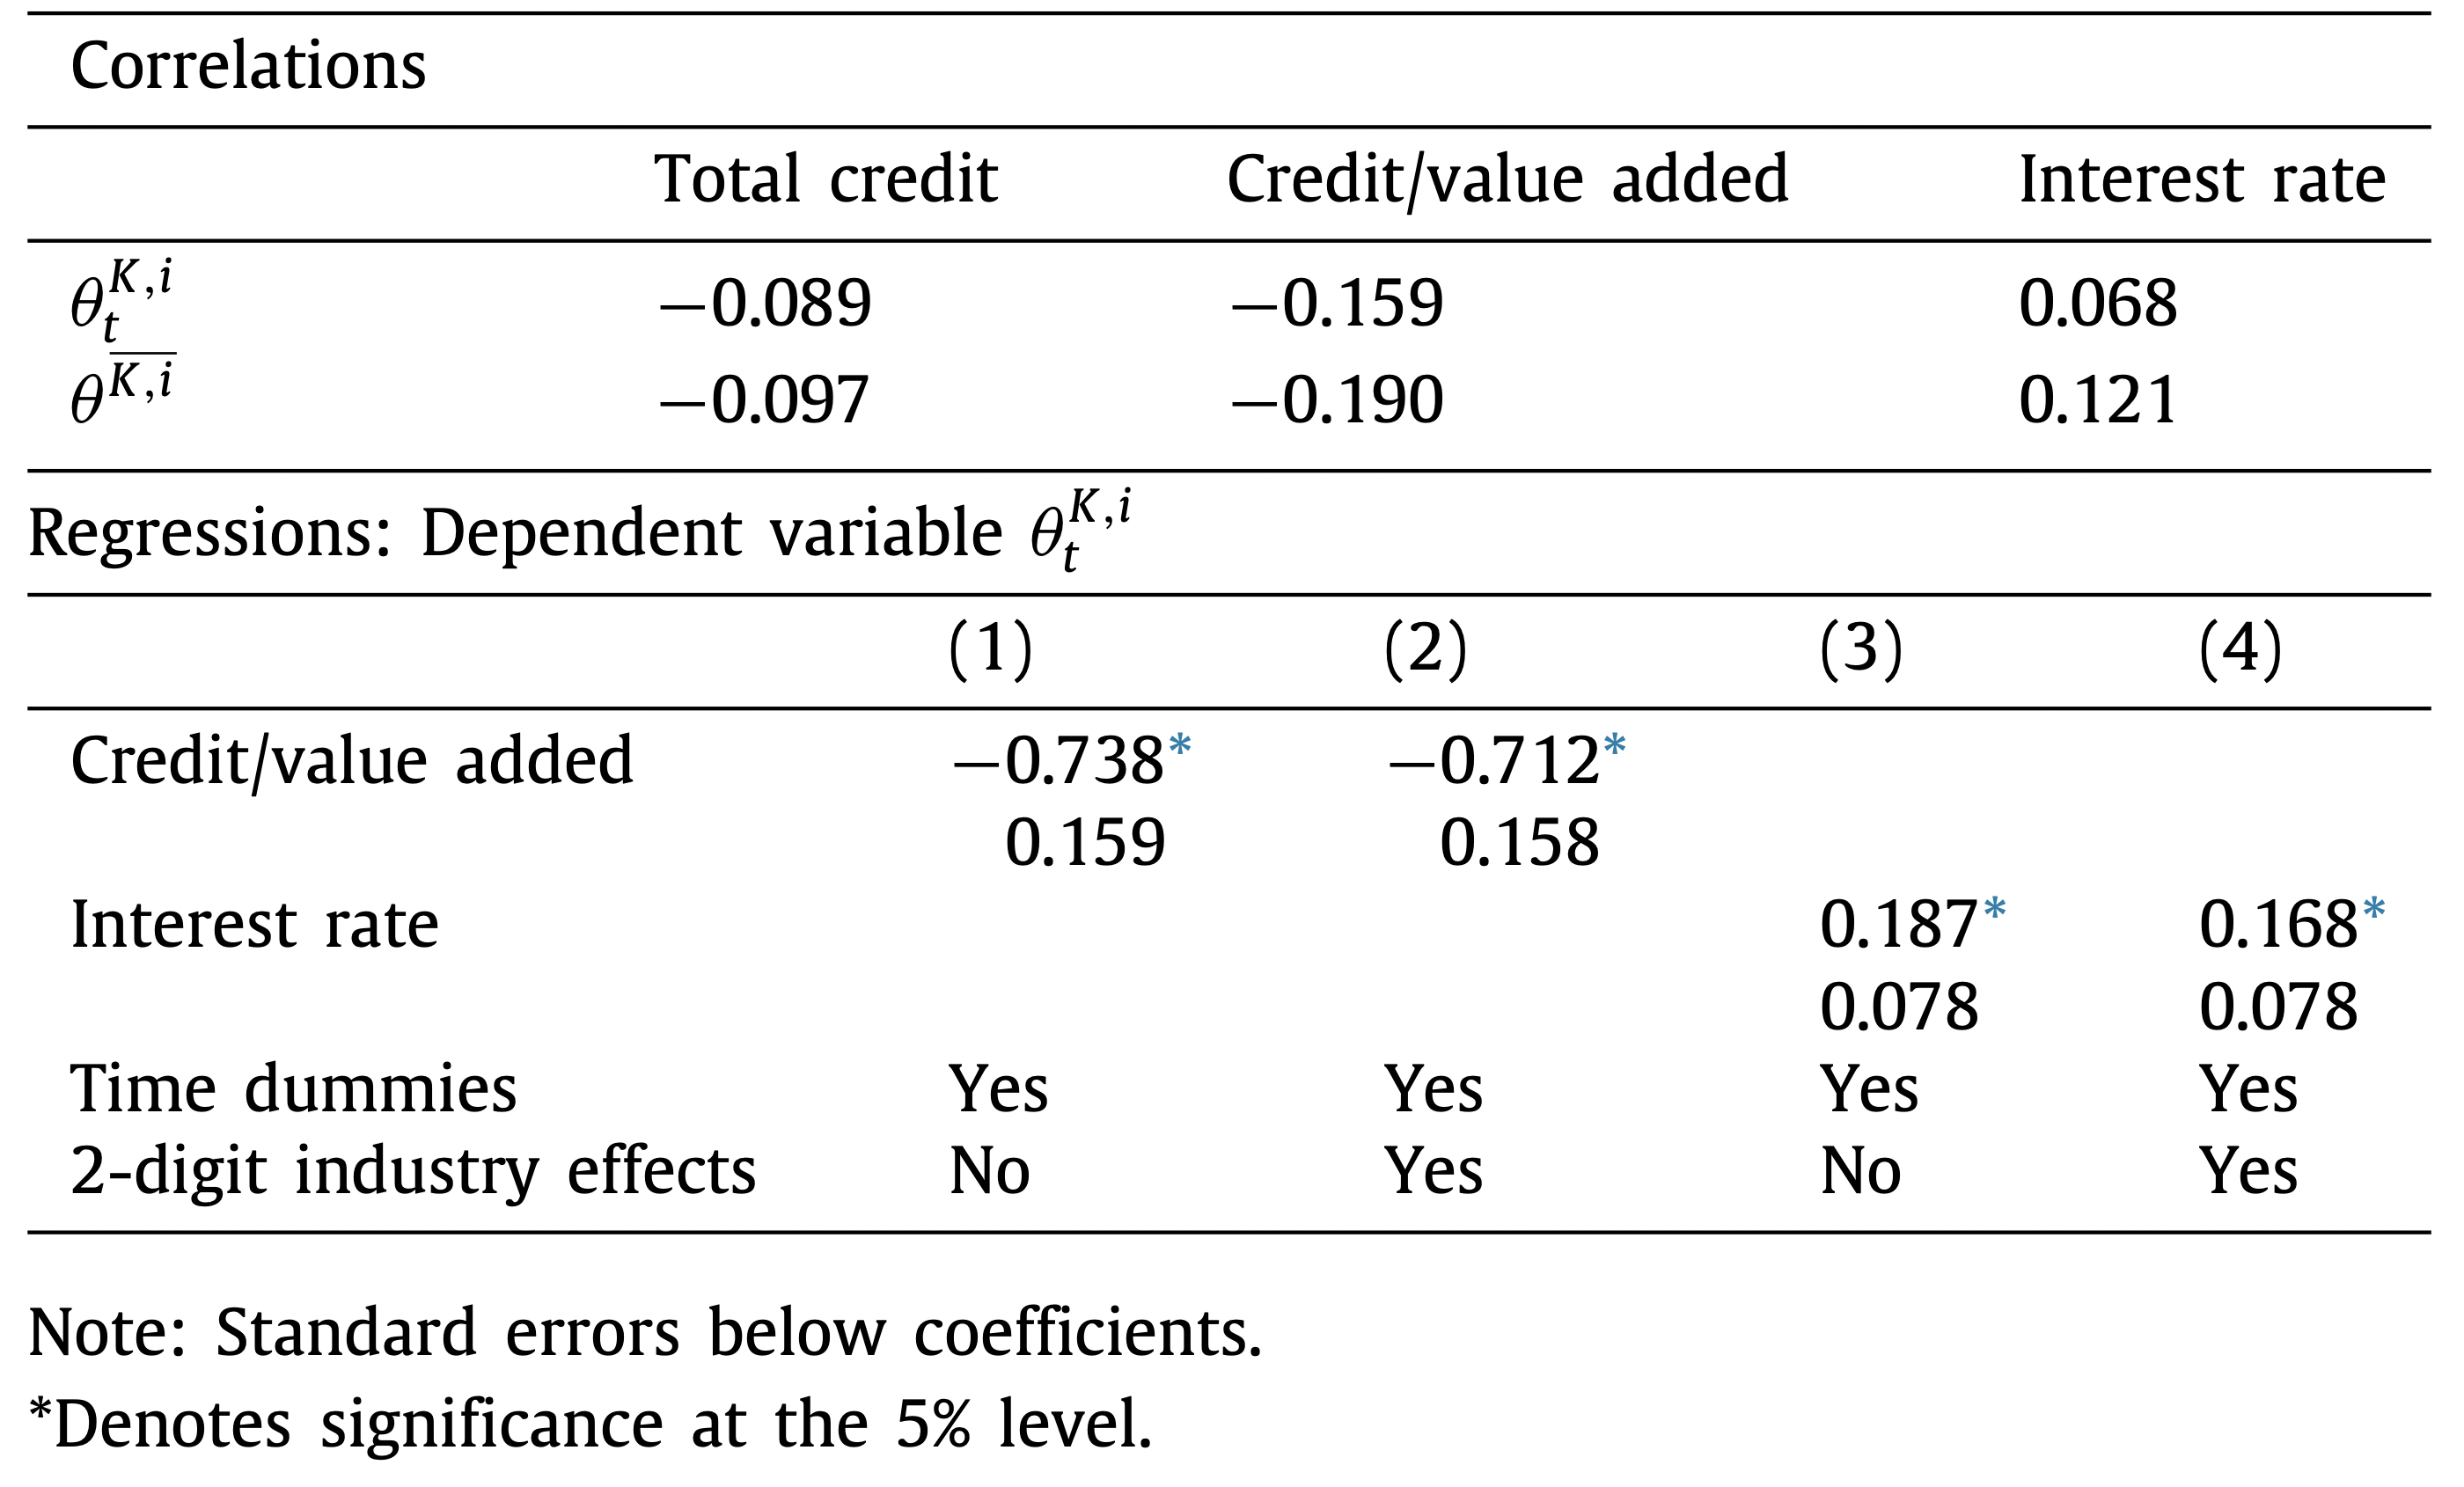 Correlations
Total credit Credit/value added Interest rate
θ_t^{K,i} −0.089 −0.159 0.068
θ^{\overline{K,i}} −0.097 −0.190 0.121
Regressions: Dependent variable θ_t^{K,i}
(1) (2) (3) (4)
Credit/value added −0.738* −0.712*
0.159 0.158
Interest rate 0.187* 0.168*
0.078 0.078
Time dummies Yes Yes Yes Yes
2-digit industry effects No Yes No Yes
Note: Standard errors below coefficients.
*Denotes significance at the 5% level.